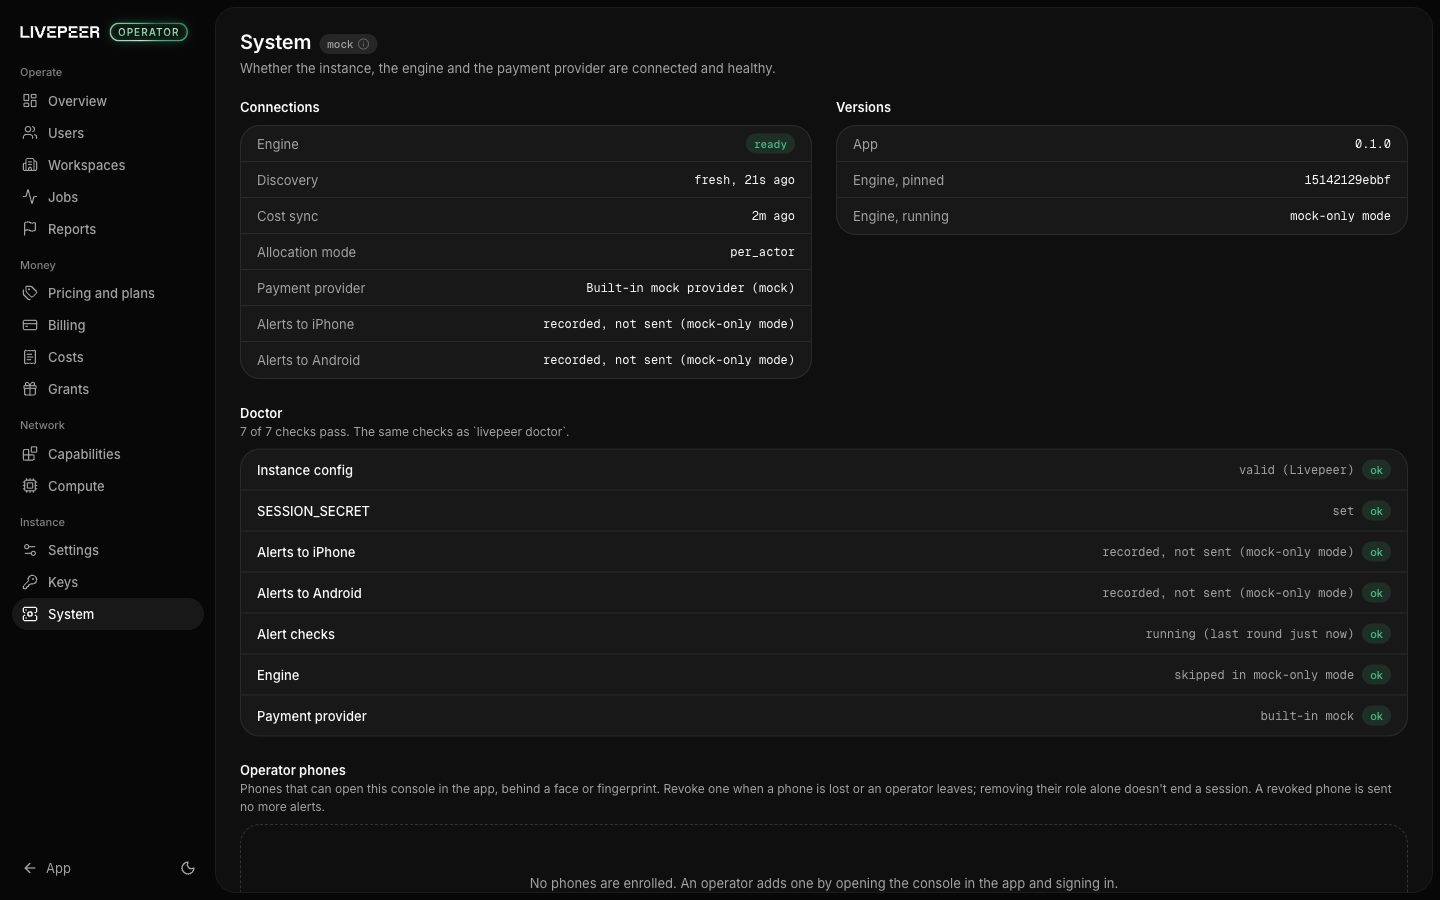 LIVEPEER OPERATOR
Operate
Overview
Users
Workspaces
Jobs
Reports
Money
Pricing and plans
Billing
Costs
Grants
Network
Capabilities
Compute
Instance
Settings
Keys
System
App
System mock
Whether the instance, the engine and the payment provider are connected and healthy.
Connections
Engine ready
Discovery fresh, 21s ago
Cost sync 2m ago
Allocation mode per_actor
Payment provider Built-in mock provider (mock)
Alerts to iPhone recorded, not sent (mock-only mode)
Alerts to Android recorded, not sent (mock-only mode)
Versions
App 0.1.0
Engine, pinned 15142129ebbf
Engine, running mock-only mode
Doctor
7 of 7 checks pass. The same checks as `livepeer doctor`.
Instance config valid (Livepeer) ok
SESSION_SECRET set ok
Alerts to iPhone recorded, not sent (mock-only mode) ok
Alerts to Android recorded, not sent (mock-only mode) ok
Alert checks running (last round just now) ok
Engine skipped in mock-only mode ok
Payment provider built-in mock ok
Operator phones
Phones that can open this console in the app, behind a face or fingerprint. Revoke one when a phone is lost or an operator leaves; removing their role alone doesn't end a session. A revoked phone is sent
no more alerts.
No phones are enrolled. An operator adds one by opening the console in the app and signing in.